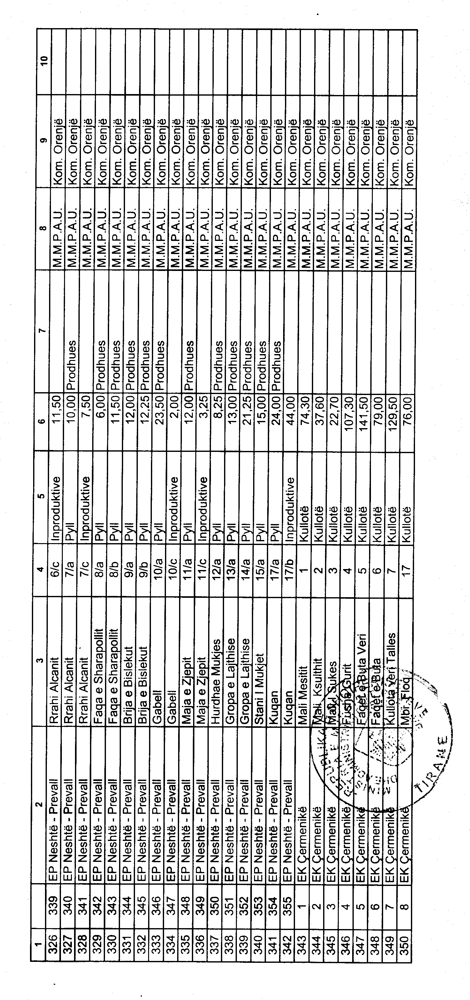 1 2 3 4 5 6 7 8 9 10
326 339 EP Neshtë - Prevall Rrahi Alcanit 6/c Inproduktive 11,50 M.M.P.A.U. Kom. Orenjë
327 340 EP Neshtë - Prevall Rrahi Alcanit 7/a Pyll 10,00 Prodhues M.M.P.A.U. Kom. Orenjë
328 341 EP Neshtë - Prevall Rrahi Alcanit 7/c Inproduktive 7,50 M.M.P.A.U. Kom. Orenjë
329 342 EP Neshtë - Prevall Faqa e Sharapollit 8/a Pyll 6,00 Prodhues M.M.P.A.U. Kom. Orenjë
330 343 EP Neshtë - Prevall Faqa e Sharapollit 8/b Pyll 11,50 Prodhues M.M.P.A.U. Kom. Orenjë
331 344 EP Neshtë - Prevall Brija e Bislekut 9/a Pyll 12,00 Prodhues M.M.P.A.U. Kom. Orenjë
332 345 EP Neshtë - Prevall Brija e Bislekut 9/b Pyll 12,25 Prodhues M.M.P.A.U. Kom. Orenjë
333 346 EP Neshtë - Prevall Gabell 10/a Pyll 23,50 Prodhues M.M.P.A.U. Kom. Orenjë
334 347 EP Neshtë - Prevall Gabell 10/c Inproduktive 2,00 M.M.P.A.U. Kom. Orenjë
335 348 EP Neshtë - Prevall Maja e Zjepit 11/a Pyll 12,00 Prodhues M.M.P.A.U. Kom. Orenjë
336 349 EP Neshtë - Prevall Maja e Zjepit 11/c Inproduktive 3,25 M.M.P.A.U. Kom. Orenjë
337 350 EP Neshtë - Prevall Hurdhae Mukjes 12/a Pyll 8,25 Prodhues M.M.P.A.U. Kom. Orenjë
338 351 EP Neshtë - Prevall Gropa e Lajthise 13/a Pyll 13,00 Prodhues M.M.P.A.U. Kom. Orenjë
339 352 EP Neshtë - Prevall Gropa e Lajthise 14/a Pyll 21,25 Prodhues M.M.P.A.U. Kom. Orenjë
340 353 EP Neshtë - Prevall Stani I Mukjet 15/a Pyll 15,00 Prodhues M.M.P.A.U. Kom. Orenjë
341 354 EP Neshtë - Prevall Kuqan 17/a Pyll 24,00 Prodhues M.M.P.A.U. Kom. Orenjë
342 355 EP Neshtë - Prevall Kuqan 17/b Inproduktive 44,00 M.M.P.A.U. Kom. Orenjë
343 1 EK Çermenikë Mali Mesitit 1 Kullotë 74,30 M.M.P.A.U. Kom. Orenjë
344 2 EK Çermenikë Mali Ksulthit 2 Kullotë 37,60 M.M.P.A.U. Kom. Orenjë
345 3 EK Çermenikë Sukes 3 Kullotë 22,70 M.M.P.A.U. Kom. Orenjë
346 4 EK Çermenikë Fusha Gurit 4 Kullotë 107,30 M.M.P.A.U. Kom. Orenjë
347 5 EK Çermenikë Faqet e Buta Veri 5 Kullotë 141,50 M.M.P.A.U. Kom. Orenjë
348 6 EK Çermenikë Faqet e Buta 6 Kullotë 79,00 M.M.P.A.U. Kom. Orenjë
349 7 EK Çermenikë Kullota Veri Talles 7 Kullotë 129,50 M.M.P.A.U. Kom. Orenjë
350 8 EK Çermenikë Mbi Floq 17 Kullotë 76,00 M.M.P.A.U. Kom. Orenjë
TIRANE